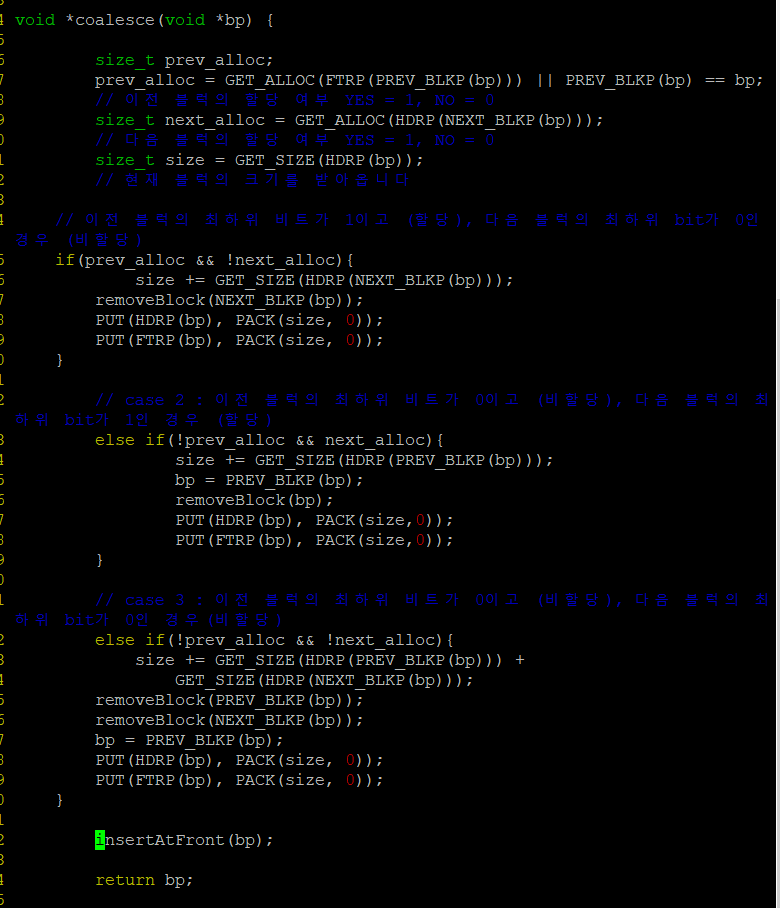 void *coalesce(void *bp) {
size_t prev_alloc;
prev_alloc = GET_ALLOC(FTRP(PREV_BLKP(bp))) || PREV_BLKP(bp) == bp;
// 이전 블럭의 할당 여부 YES = 1, NO = 0
size_t next_alloc = GET_ALLOC(HDRP(NEXT_BLKP(bp)));
// 다음 블럭의 할당 여부 YES = 1, NO = 0
size_t size = GET_SIZE(HDRP(bp));
// 현재 블럭의 크기를 받아옵니다
// 이전 블럭의 최하위 비트가 1이고 (할당), 다음 블럭의 최하위 bit가 0인
경우 (비할당)
if(prev_alloc && !next_alloc){
size += GET_SIZE(HDRP(NEXT_BLKP(bp)));
removeBlock(NEXT_BLKP(bp));
PUT(HDRP(bp), PACK(size, 0));
PUT(FTRP(bp), PACK(size, 0));
}
// case 2 : 이전 블럭의 최하위 비트가 0이고 (비할당), 다음 블럭의 최
하위 bit가 1인 경우 (할당)
else if(!prev_alloc && next_alloc){
size += GET_SIZE(HDRP(PREV_BLKP(bp)));
bp = PREV_BLKP(bp);
removeBlock(bp);
PUT(HDRP(bp), PACK(size,0));
PUT(FTRP(bp), PACK(size,0));
}
// case 3 : 이전 블럭의 최하위 비트가 0이고 (비할당), 다음 블럭의 최
하위 bit가 0인 경우(비할당)
else if(!prev_alloc && !next_alloc){
size += GET_SIZE(HDRP(PREV_BLKP(bp))) +
GET_SIZE(HDRP(NEXT_BLKP(bp)));
removeBlock(PREV_BLKP(bp));
removeBlock(NEXT_BLKP(bp));
bp = PREV_BLKP(bp);
PUT(HDRP(bp), PACK(size, 0));
PUT(FTRP(bp), PACK(size, 0));
}
insertAtFront(bp);
return bp;